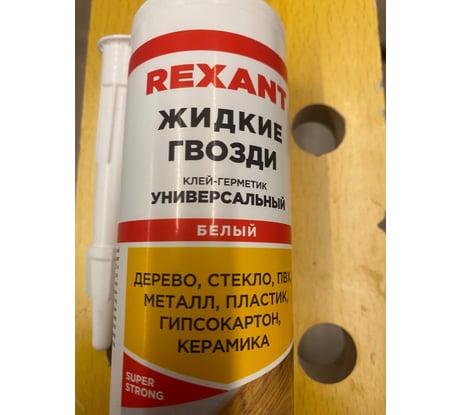 REXANT
ЖИДКИЕ
ГВОЗДИ
КЛЕЙ-ГЕРМЕТИК
УНИВЕРСАЛЬНЫЙ
БЕЛЫЙ
ДЕРЕВО, СТЕКЛО, ПВХ,
МЕТАЛЛ, ПЛАСТИК,
ГИПСОКАРТОН,
КЕРАМИКА
SUPER
STRONG